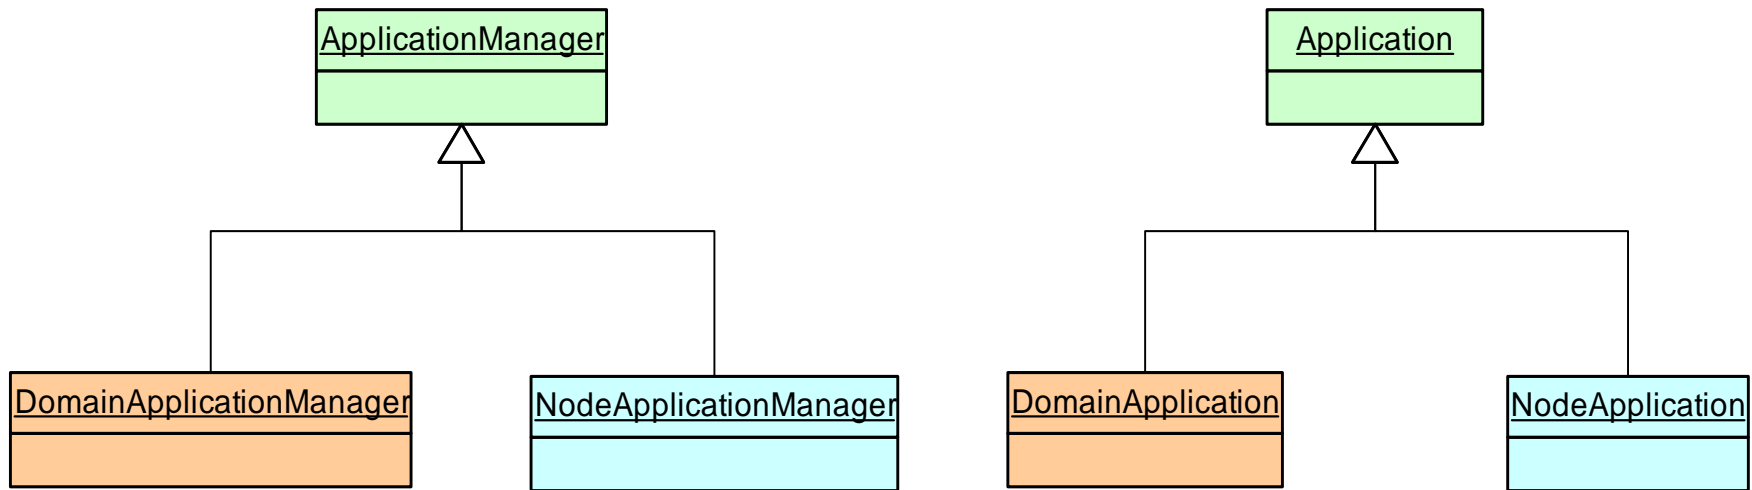 ApplicationManager
Application
DomainApplicationManager
NodeApplicationManager
DomainApplication
NodeApplication